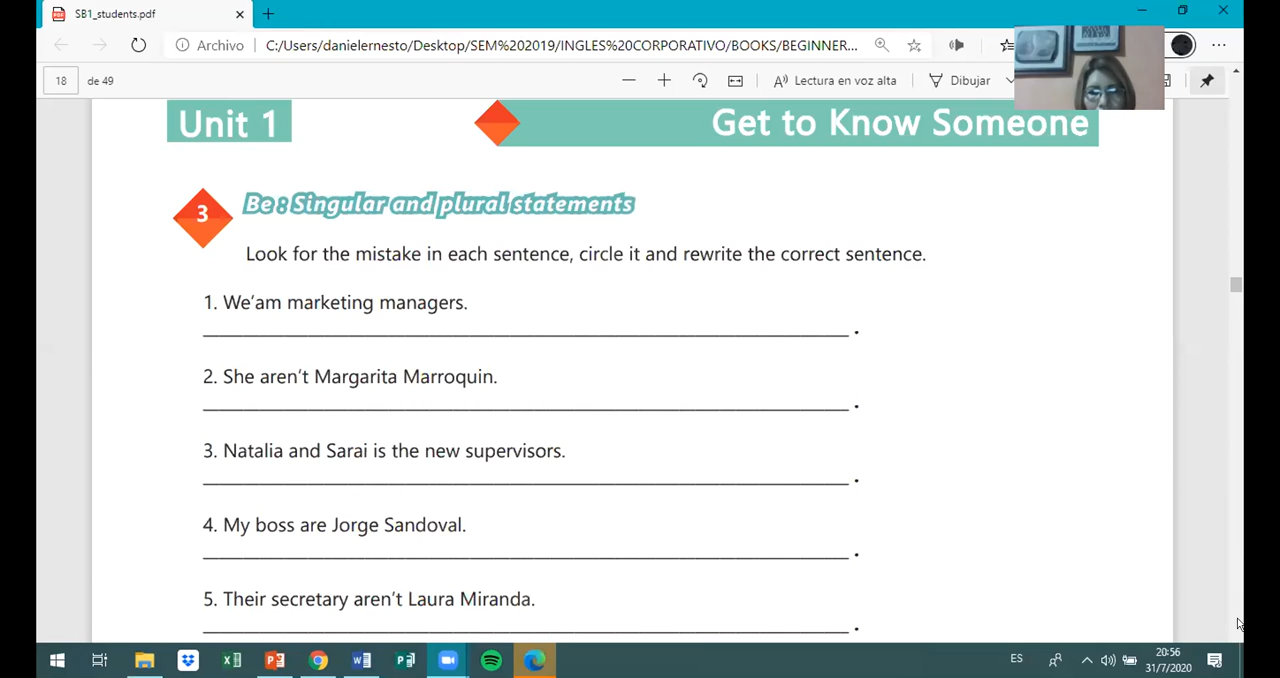 SB1_students.pdf
Archivo
C:/Users/danielernesto/Desktop/SEM%202019/INGLES%20CORPORATIVO/BOOKS/BEGINNER...
18 de 49
Lectura en voz alta
Dibujar
Unit 1
Get to Know Someone
3
Be : Singular and plural statements
Look for the mistake in each sentence, circle it and rewrite the correct sentence.
1. We'am marketing managers.
2. She aren't Margarita Marroquin.
3. Natalia and Sarai is the new supervisors.
4. My boss are Jorge Sandoval.
5. Their secretary aren't Laura Miranda.
ES
20:56
31/7/2020